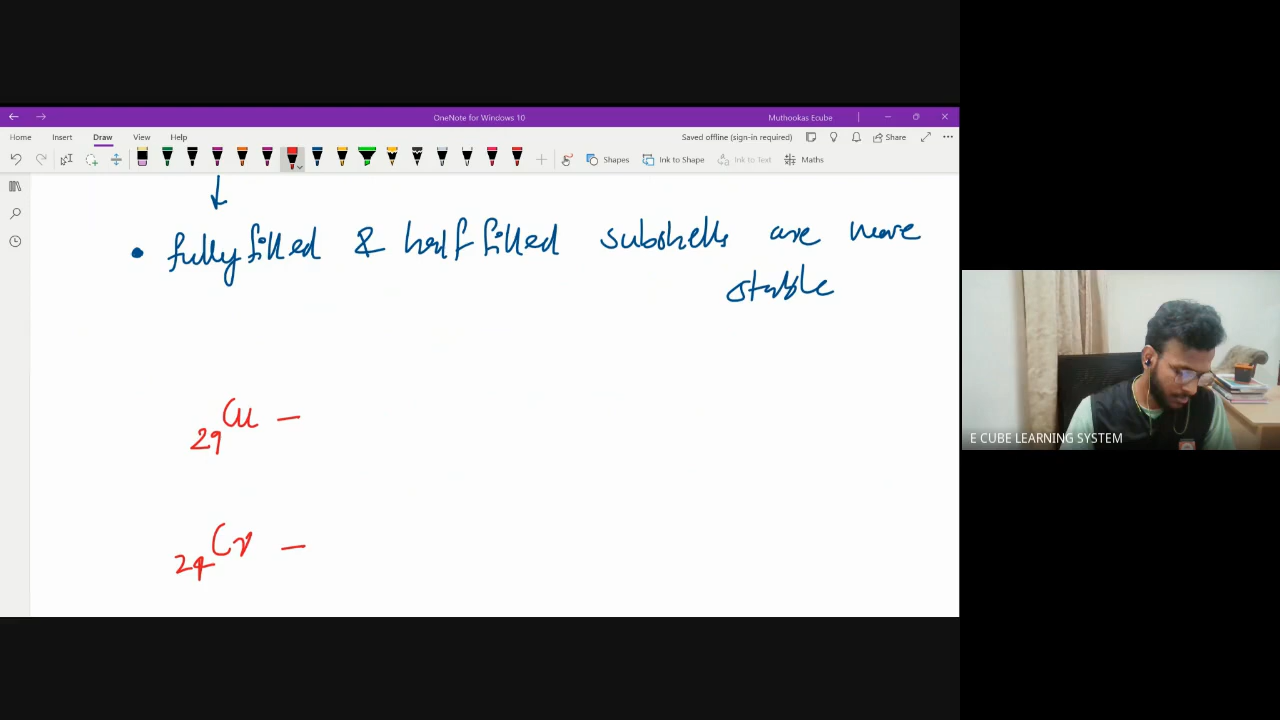 OneNote for Windows 10
Muthookas Ecube
Home Insert Draw View Help
Saved offline (sign-in required)
Share
Shapes
Ink to Shape
Ink to Text
Maths
• fully filled & half filled subshells are more
stable
29Cu –
24Cr –
E CUBE LEARNING SYSTEM